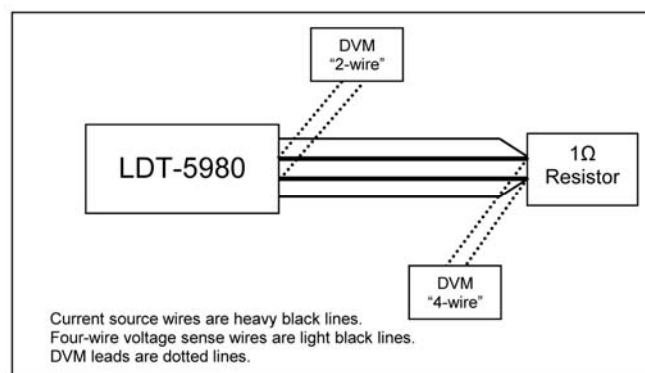 DVM
“2-wire”
LDT-5980
1Ω
Resistor
DVM
“4-wire”
Current source wires are heavy black lines.
Four-wire voltage sense wires are light black lines.
DVM leads are dotted lines.